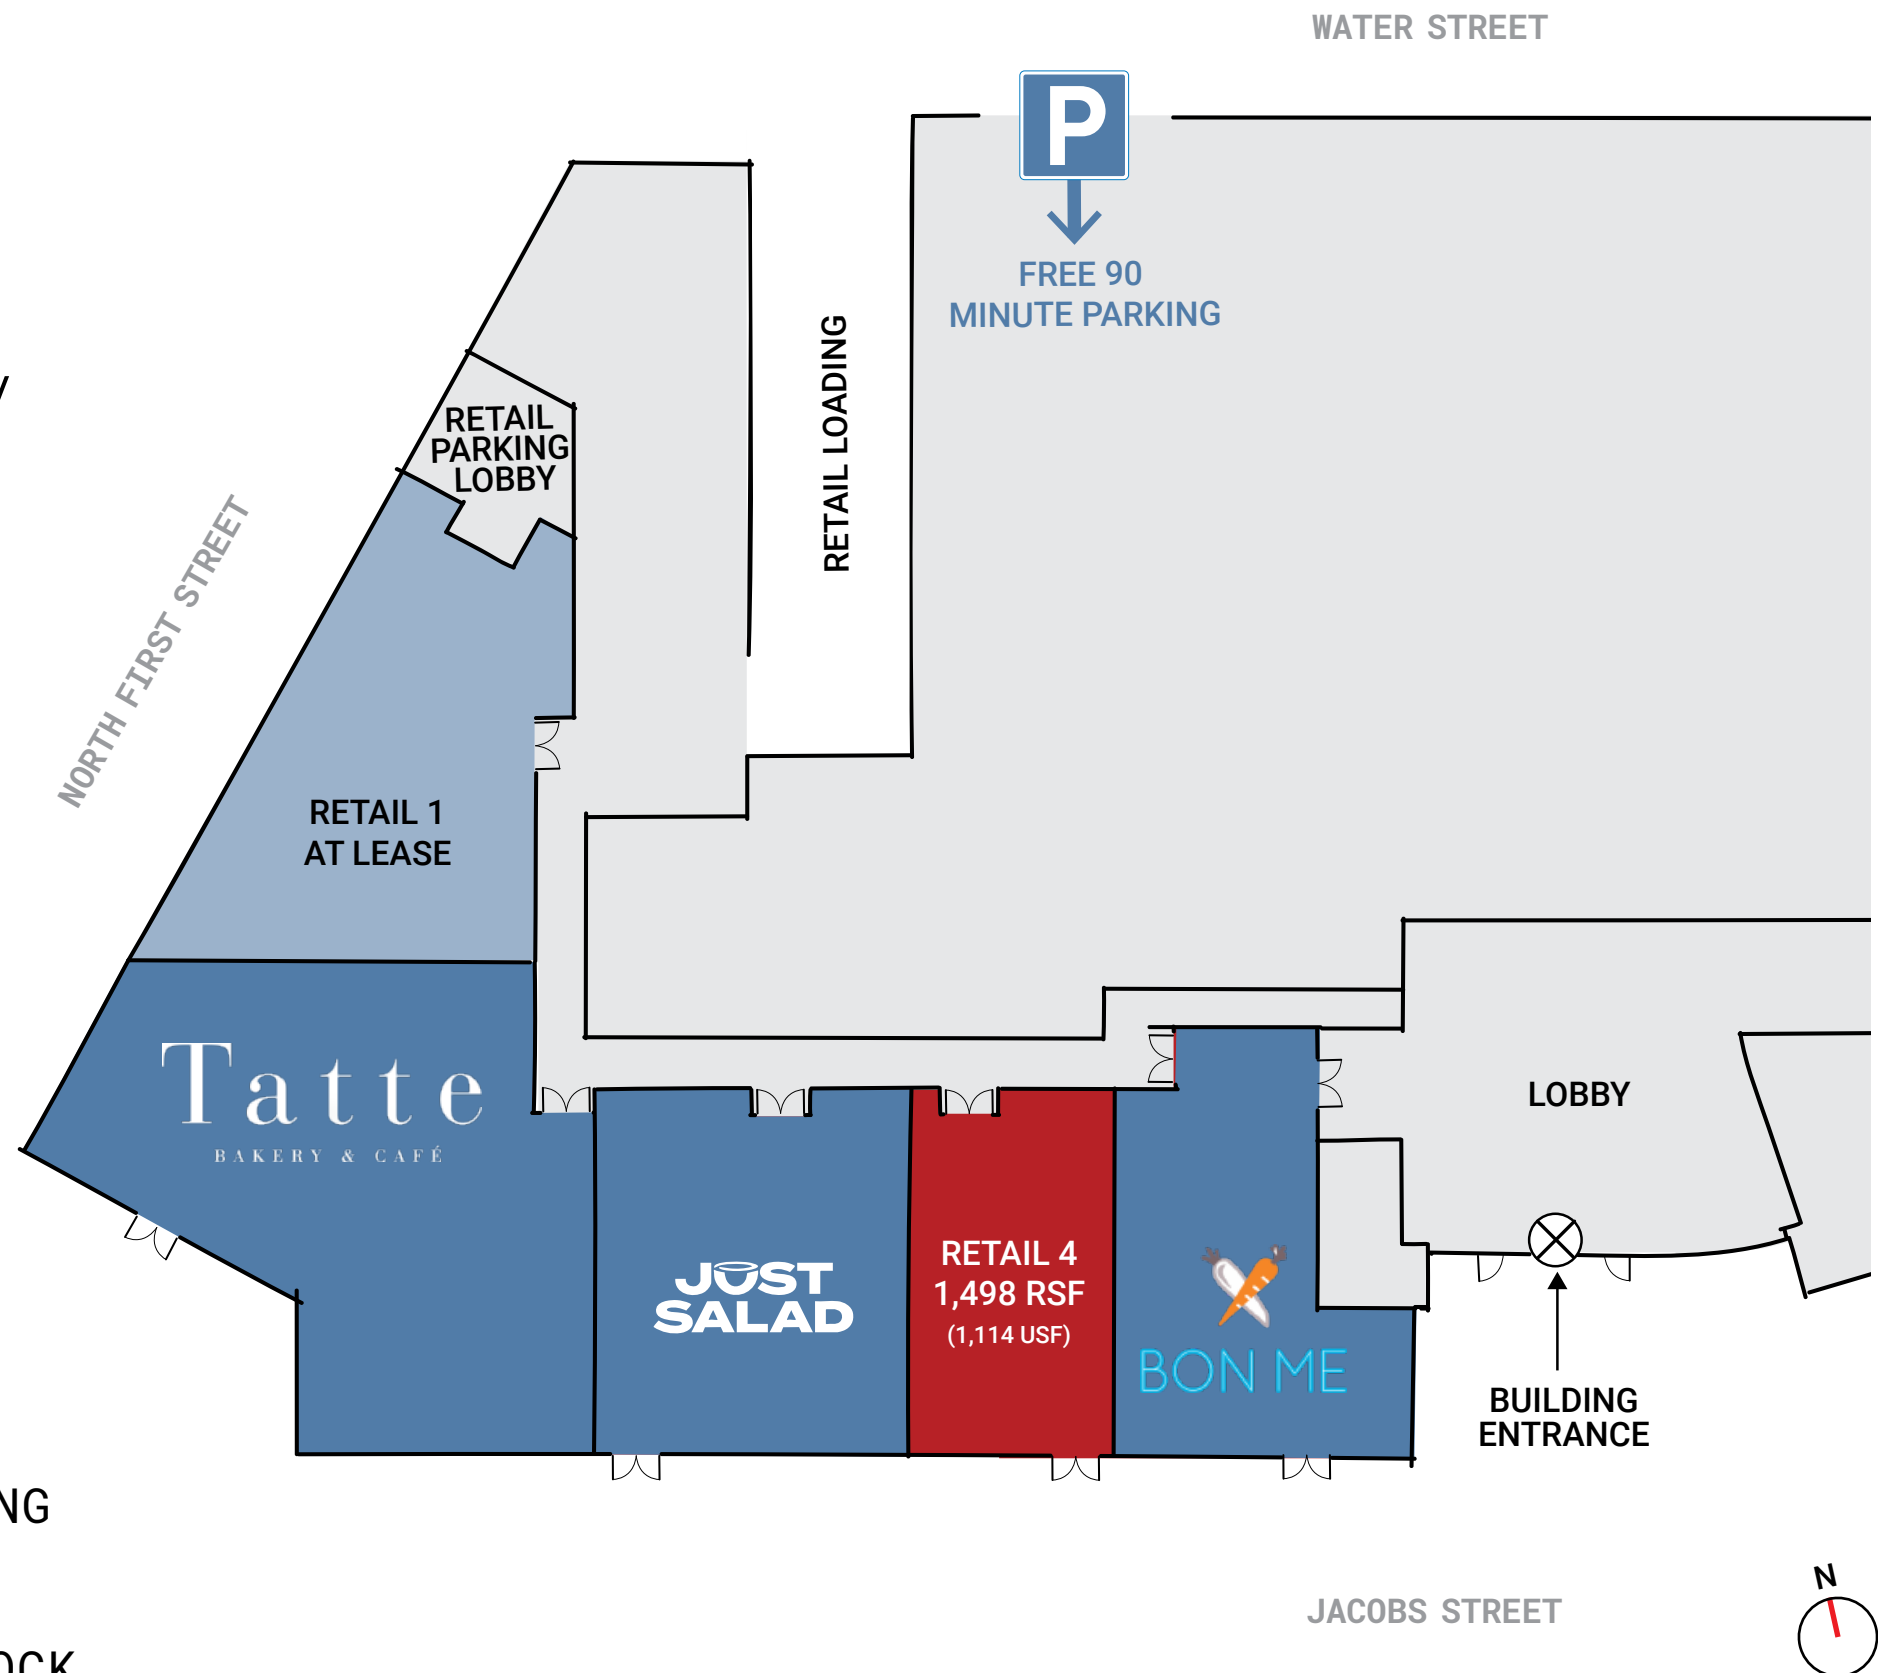 WATER STREET
P
FREE 90
MINUTE PARKING
RETAIL LOADING
RETAIL
PARKING
LOBBY
NORTH FIRST STREET
RETAIL 1
AT LEASE
Tatte
BAKERY & CAFÉ
LOBBY
JUST
SALAD
RETAIL 4
1,498 RSF
(1,114 USF)
BON ME
BUILDING
ENTRANCE
NG
JACOBS STREET
N
OCK